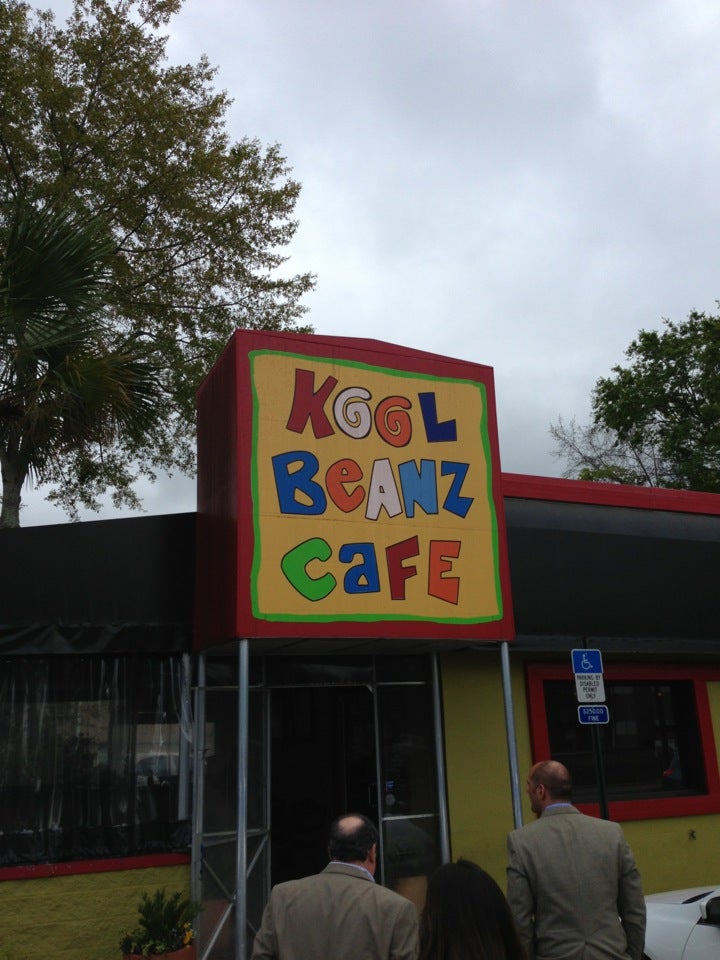 KOOL
BEANZ
CAFE
PARKING BY
DISABLED
PERMIT
ONLY
$250.00
FINE